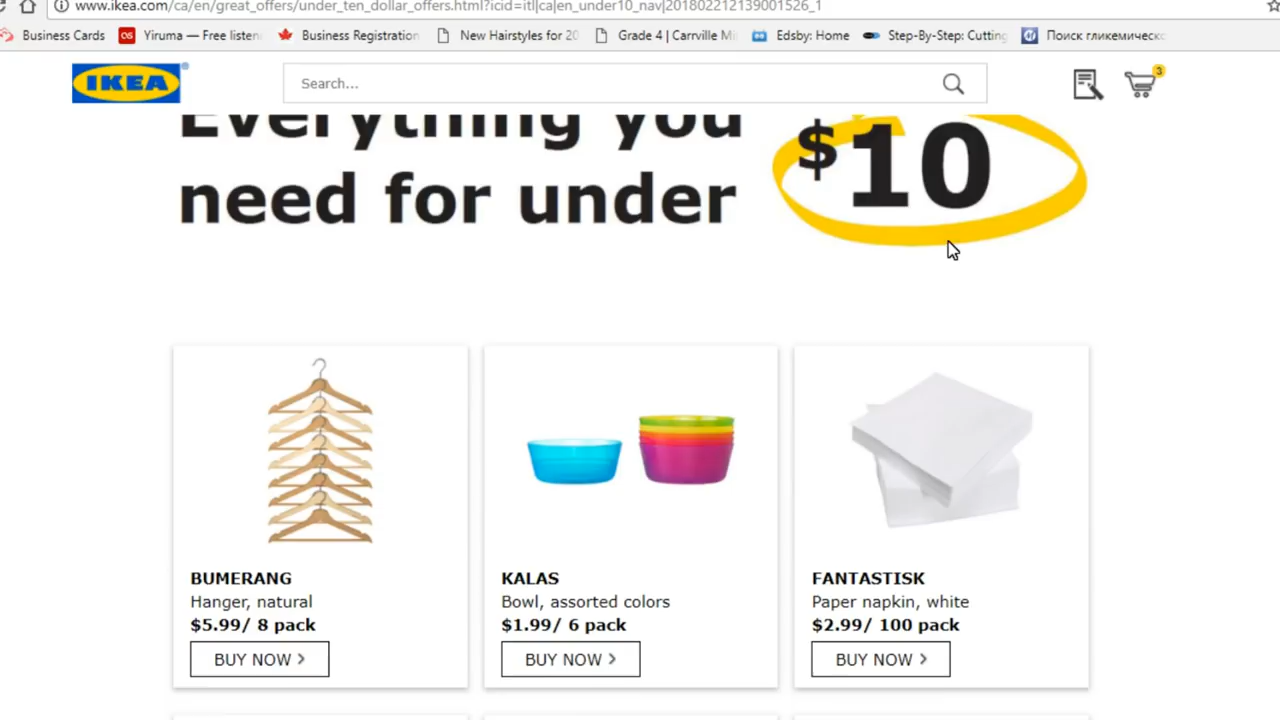 www.ikea.com/ca/en/great_offers/under_ten_dollar_offers.html?icid=itl|ca|en_under10_nav|201802212139001526_1
Business Cards
Yiruma — Free listen
Business Registration
New Hairstyles for 20
Grade 4 | Carrville Mi
Edsby: Home
Step-By-Step: Cutting
Поиск гликемическо
IKEA
Search...
3
Everything you
need for under
$10
BUMERANG
Hanger, natural
$5.99/ 8 pack
BUY NOW >
KALAS
Bowl, assorted colors
$1.99/ 6 pack
BUY NOW >
FANTASTISK
Paper napkin, white
$2.99/ 100 pack
BUY NOW >